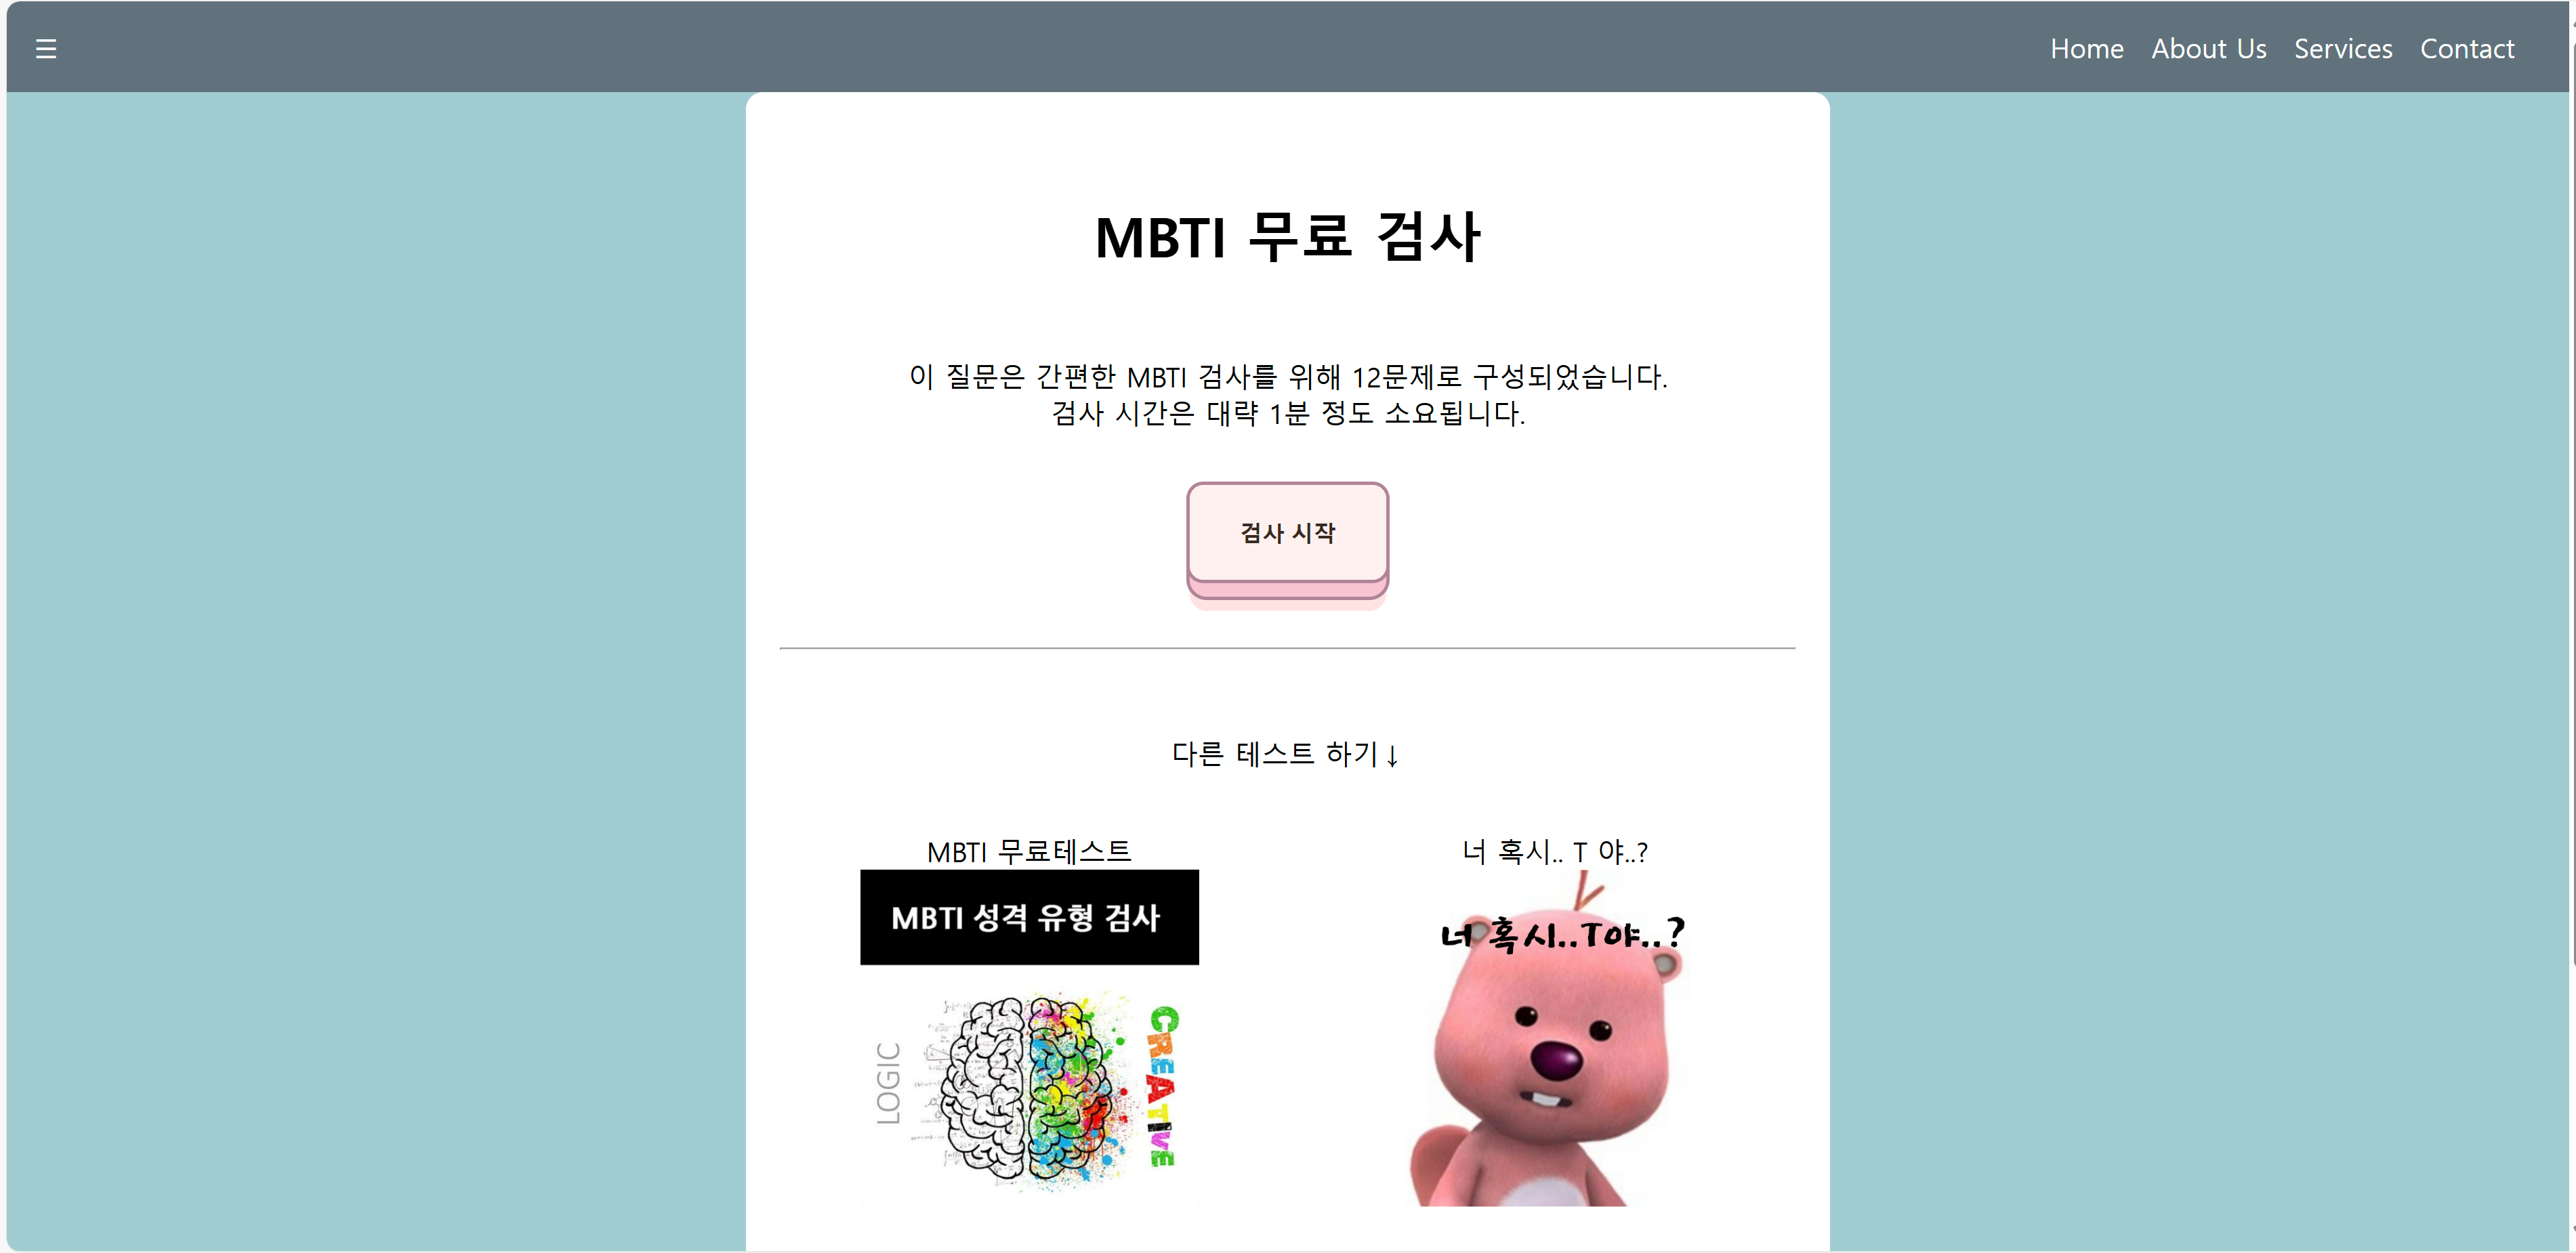 ☰
Home About Us Services Contact
MBTI 무료 검사
이 질문은 간편한 MBTI 검사를 위해 12문제로 구성되었습니다.
검사 시간은 대략 1분 정도 소요됩니다.
검사 시작
다른 테스트 하기↓
MBTI 무료테스트
MBTI 성격 유형 검사
LOGIC
CREATIVE
너 혹시.. T 야..?
너 혹시..T야..?